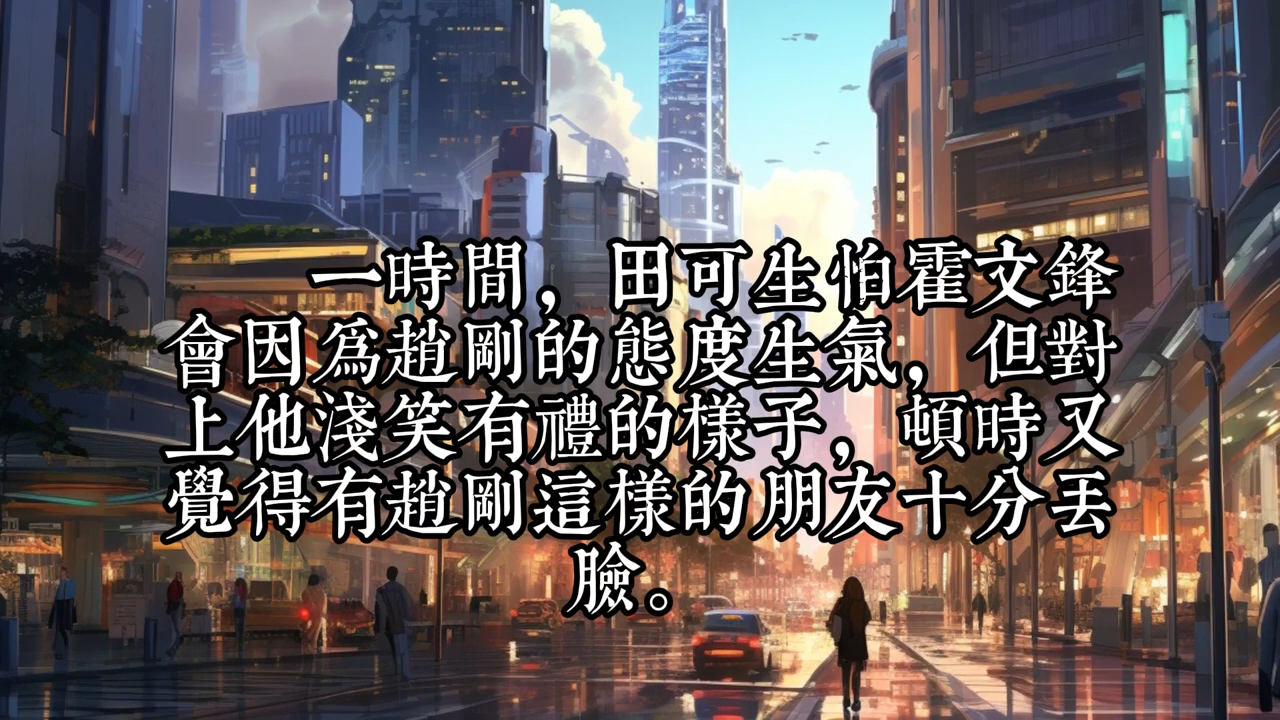 一時間，田可生怕霍文鋒
會因爲趙剛的態度生氣，但對
上他淺笑有禮的樣子，頓時又
覺得有趙剛這樣的朋友十分丟
臉。